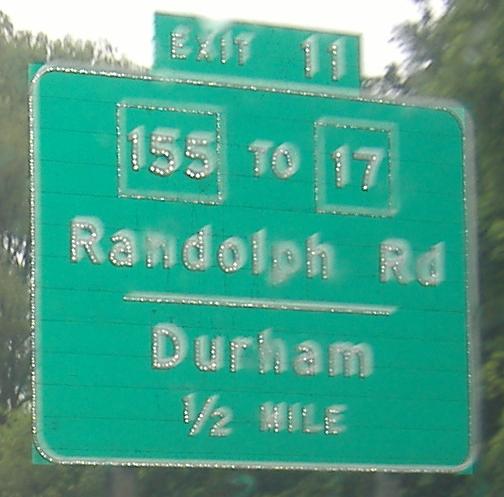 EXIT 11
155 TO 17
Randolph Rd
Durham
1/2 MILE